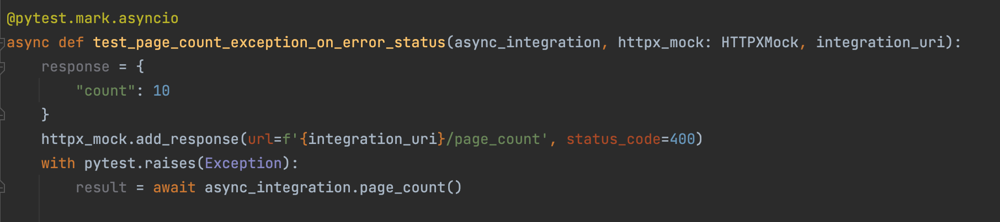 @pytest.mark.asyncio
async def test_page_count_exception_on_error_status(async_integration, httpx_mock: HTTPXMock, integration_uri):
    response = {
        "count": 10
    }
    httpx_mock.add_response(url=f'{integration_uri}/page_count', status_code=400)
    with pytest.raises(Exception):
        result = await async_integration.page_count()